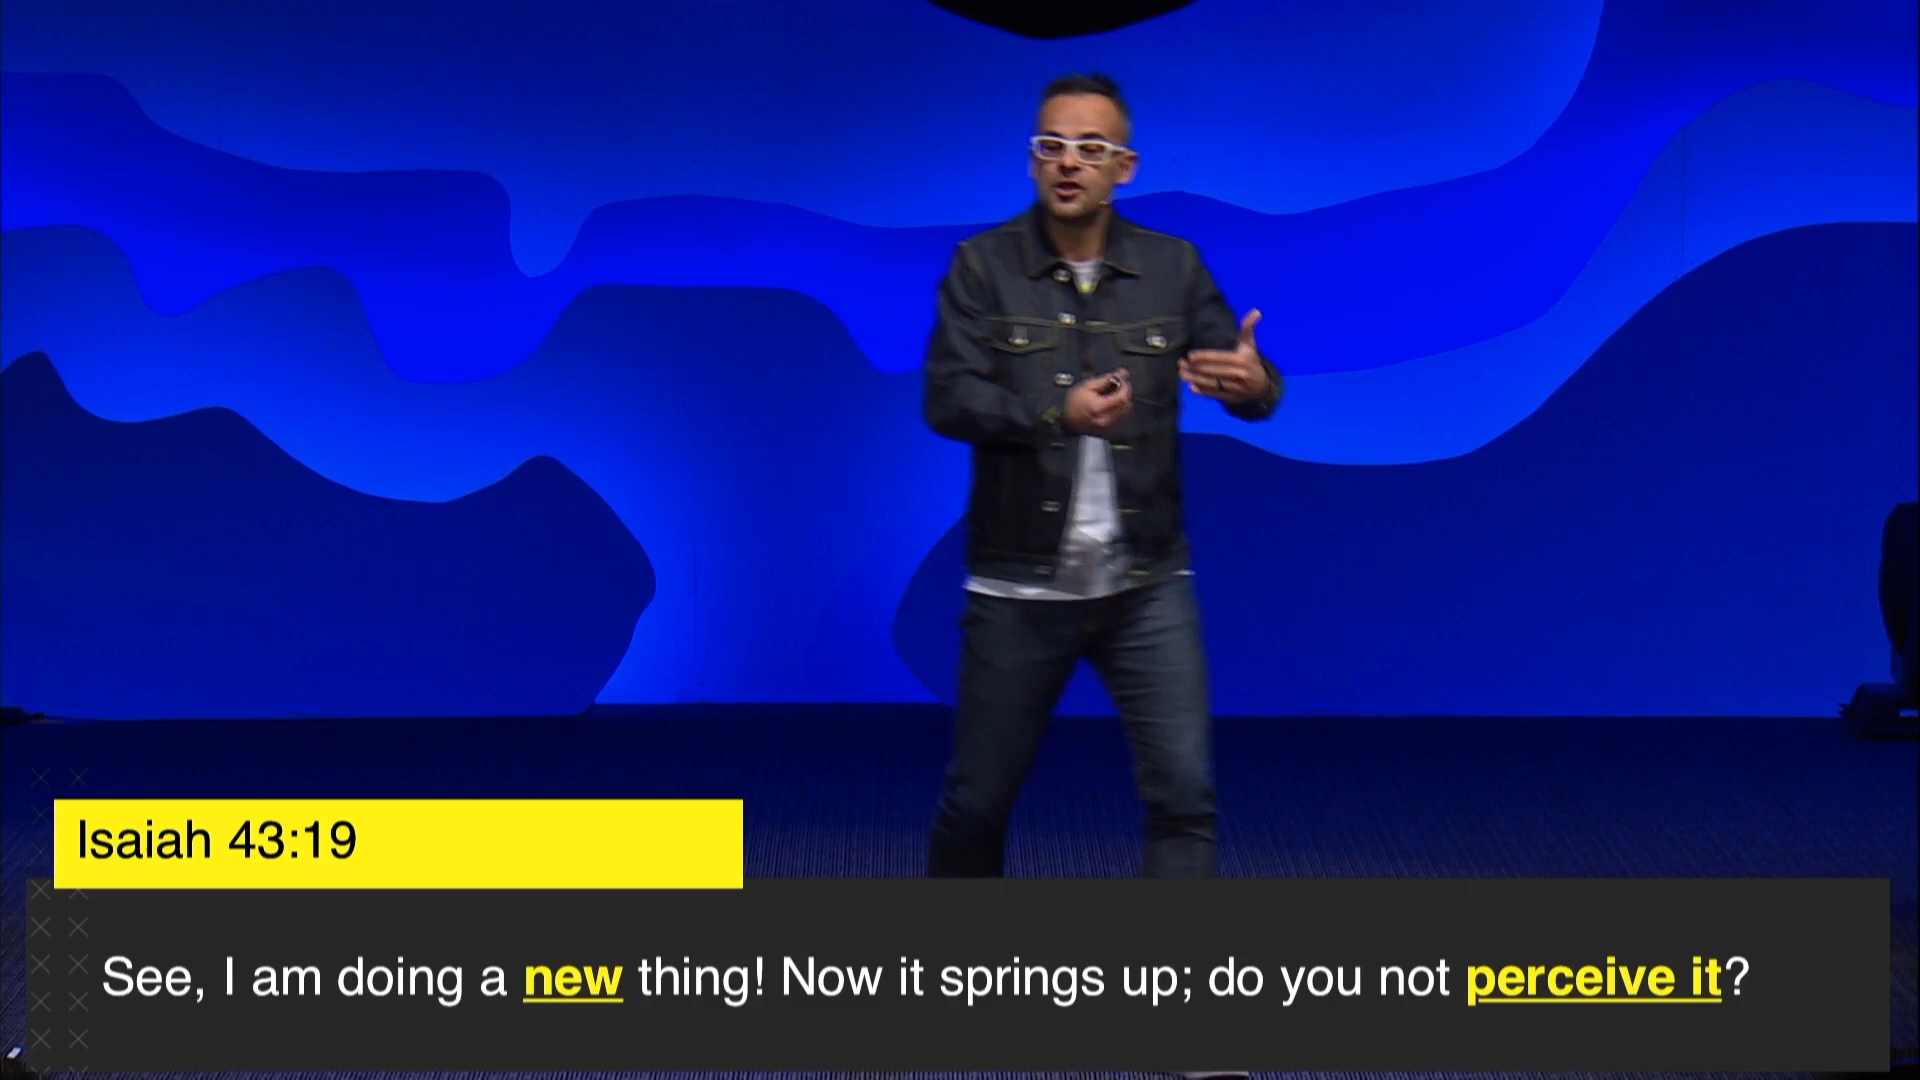 Isaiah 43:19
See, I am doing a new thing! Now it springs up; do you not perceive it?